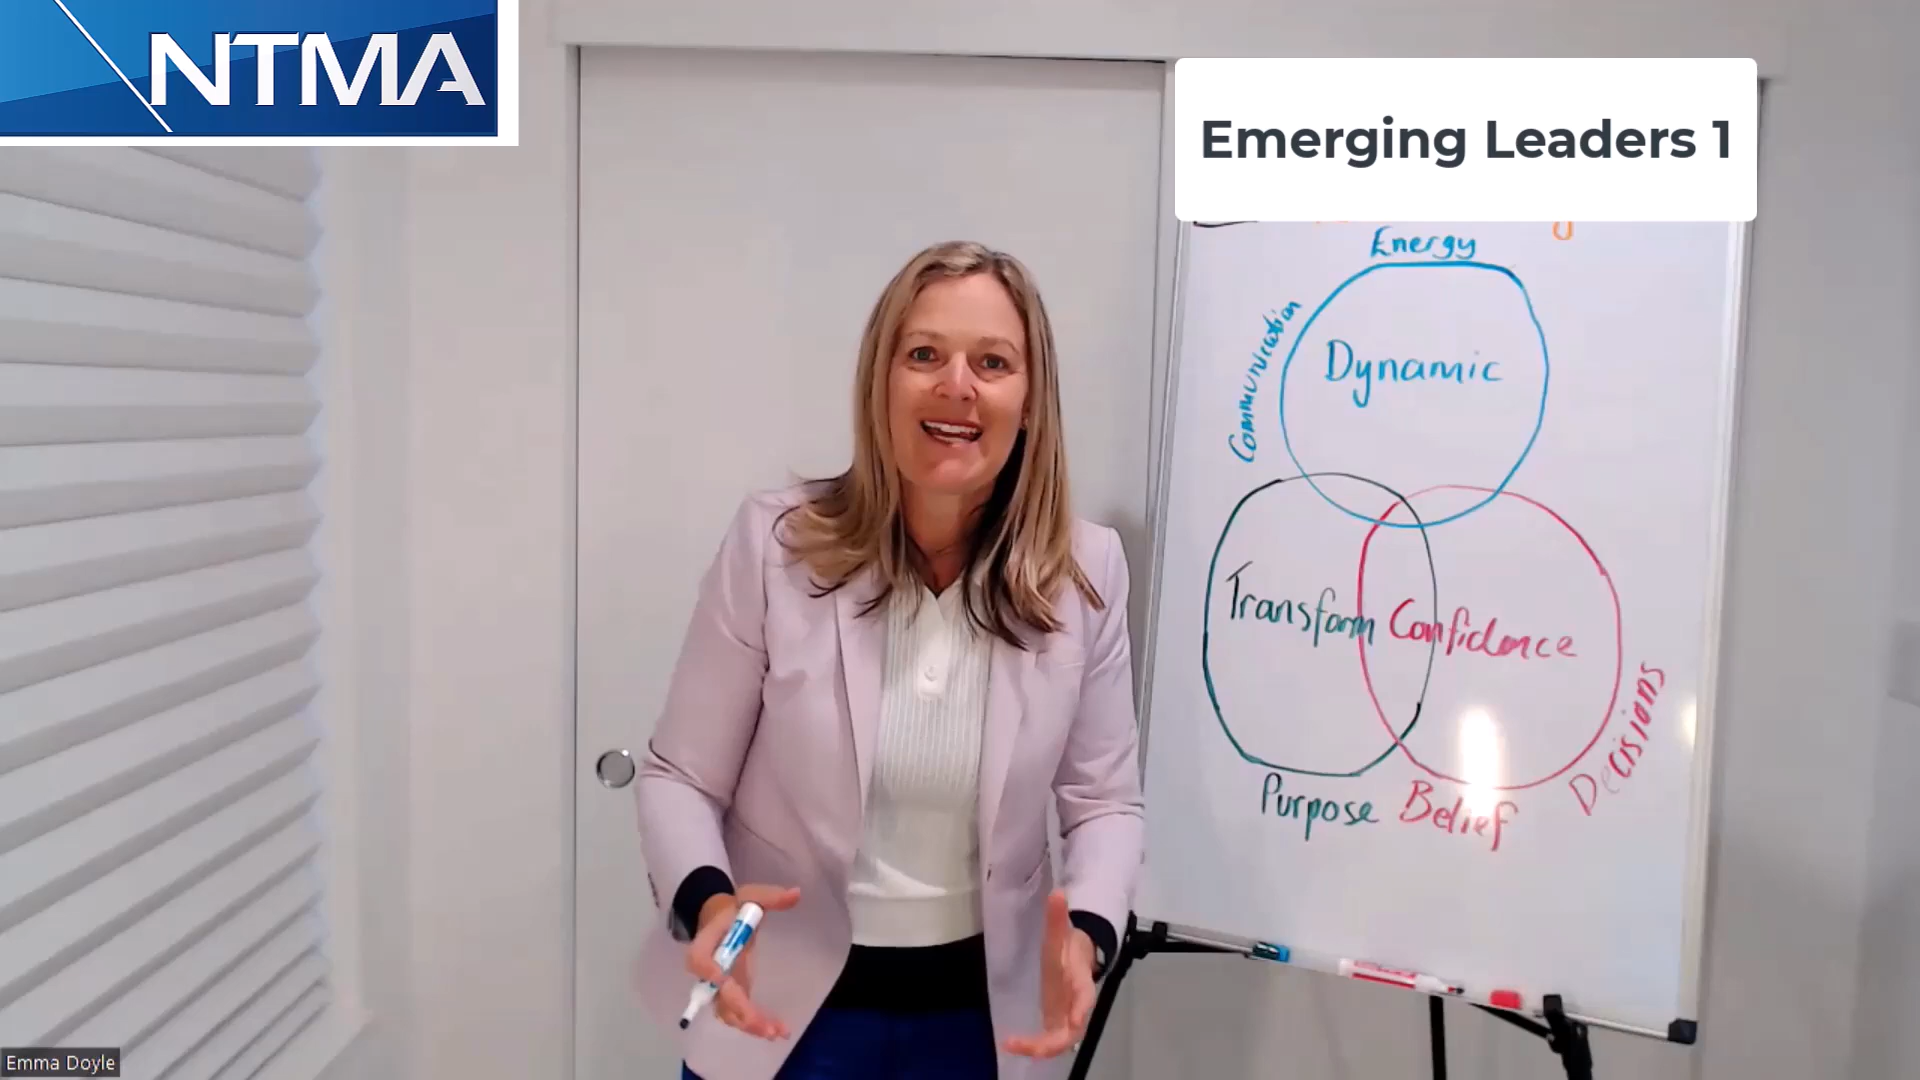 NTMA
Emerging Leaders 1
Energy
Communication
Dynamic
Transform
Confidence
Decisions
Purpose
Belief
Emma Doyle